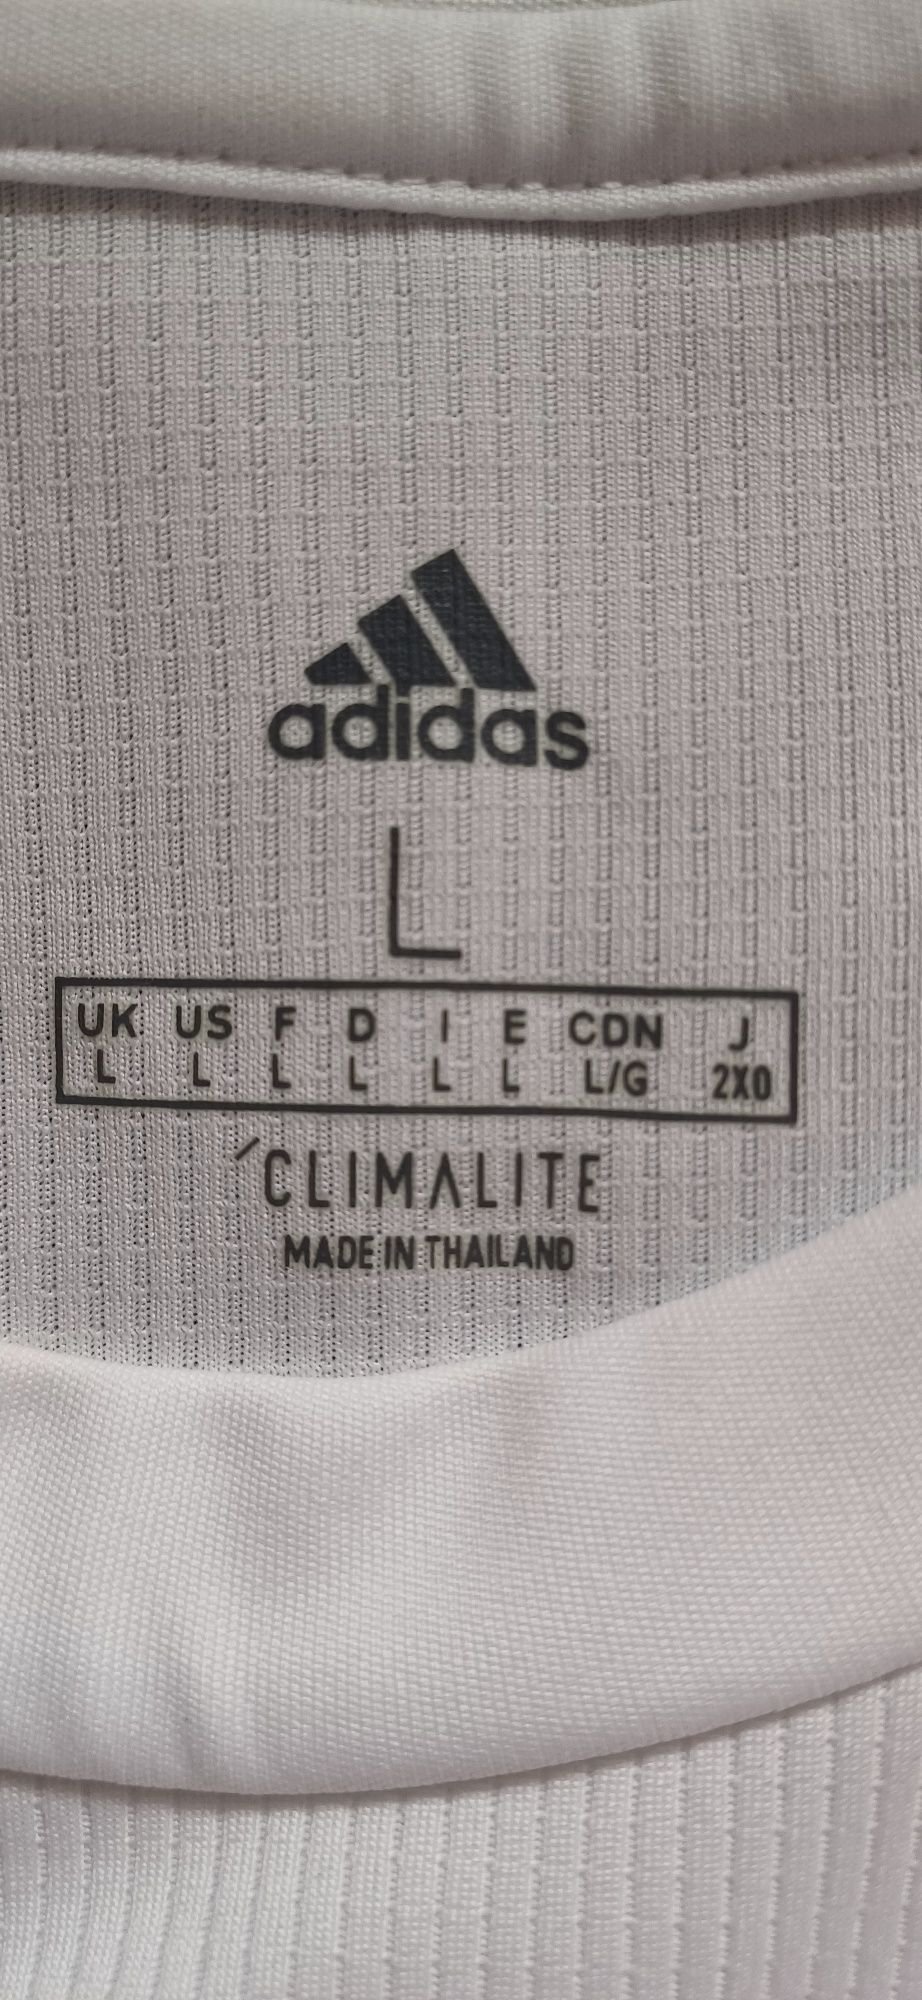 adidas
L
UK US F D I E CDN J
L L L L L L L/G 2XO
CLIMALITE
MADE IN THAILAND